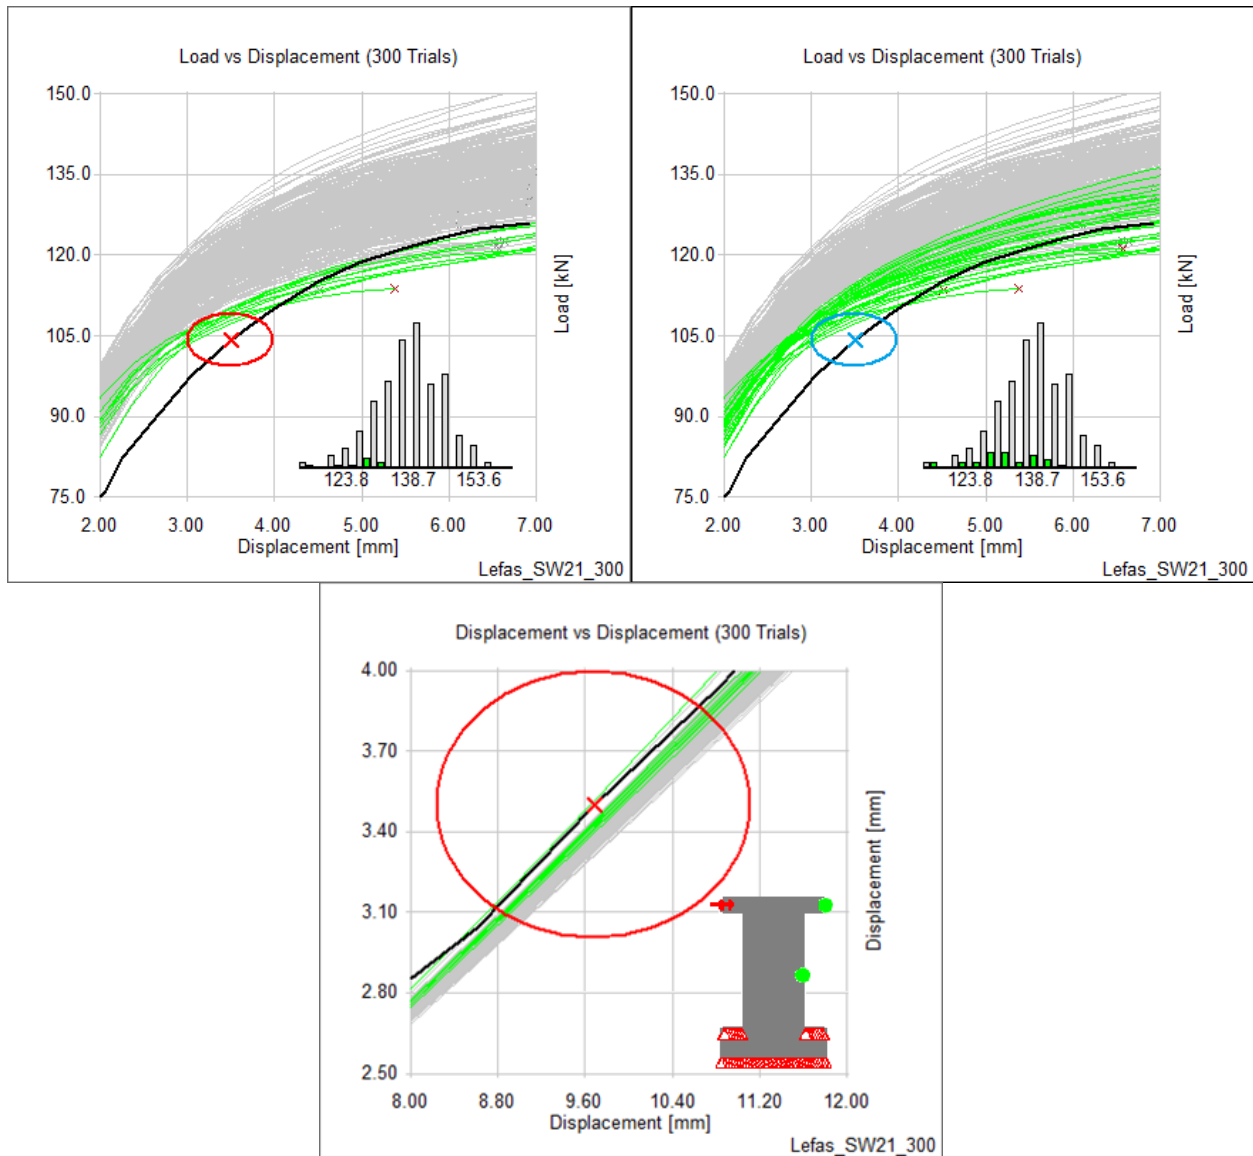 Load vs Displacement (300 Trials)
150.0
135.0
120.0
105.0
90.0
75.0
Load [kN]
123.8 138.7 153.6
2.00 3.00 4.00 5.00 6.00 7.00
Displacement [mm]
Lefas_SW21_300
Load vs Displacement (300 Trials)
150.0
135.0
120.0
105.0
90.0
75.0
Load [kN]
123.8 138.7 153.6
2.00 3.00 4.00 5.00 6.00 7.00
Displacement [mm]
Lefas_SW21_300
Displacement vs Displacement (300 Trials)
4.00
3.70
3.40
3.10
2.80
2.50
Displacement [mm]
8.00 8.80 9.60 10.40 11.20 12.00
Displacement [mm]
Lefas_SW21_300